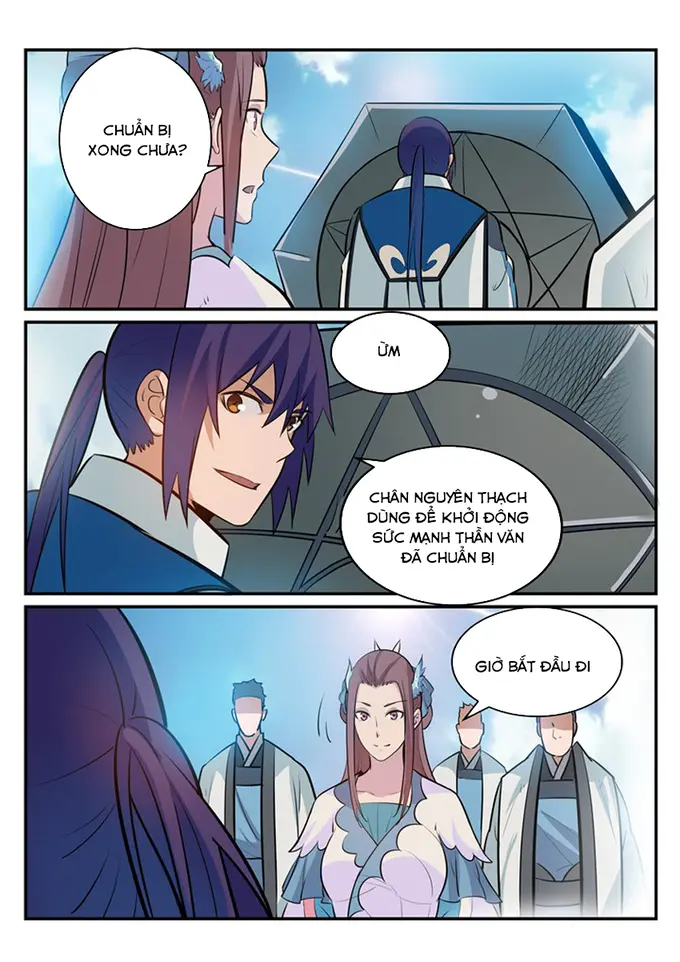 CHUẨN BỊ
XONG CHƯA?
ỪM
CHÂN NGUYÊN THẠCH
DÙNG ĐỂ KHỞI ĐỘNG
SỨC MẠNH THẦN VĂN
ĐÃ CHUẨN BỊ
GIỜ BẮT ĐẦU ĐI